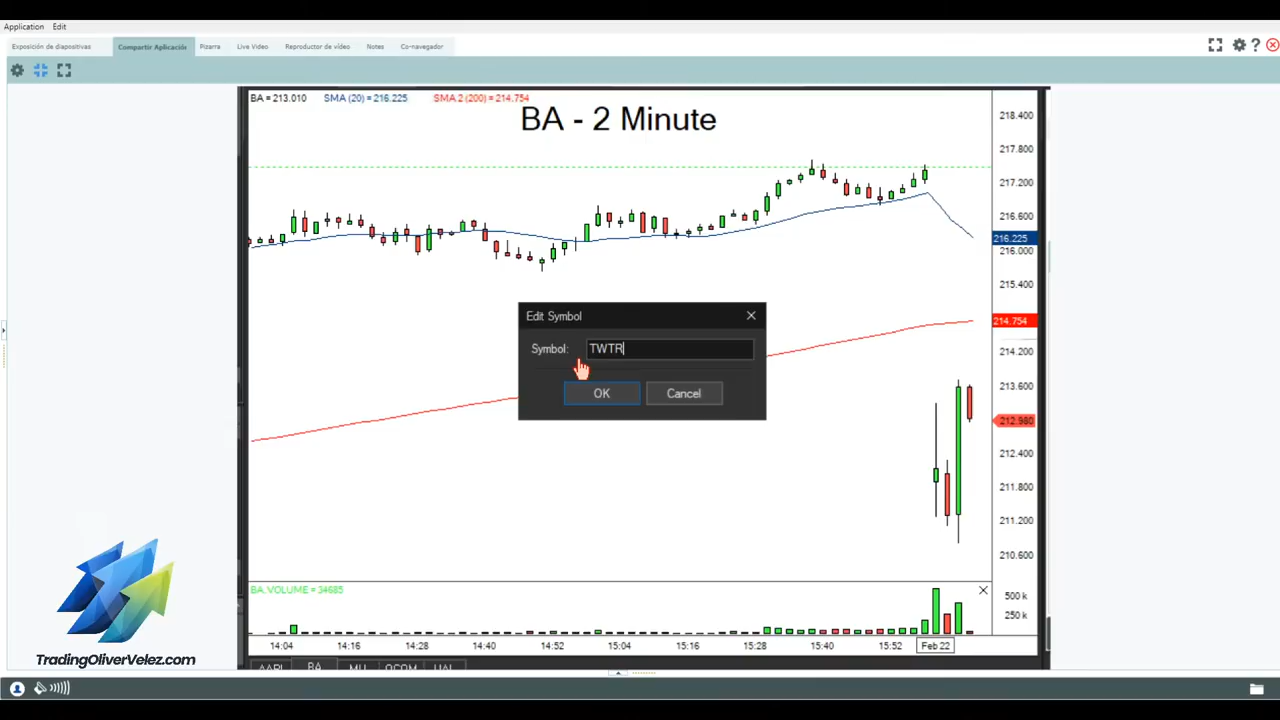 Application Edit
Exposición de diapositivas Compartir Aplicación Pizarra Live Video Reproductor de vídeo Notes Co-navegador
BA = 213.010 SMA (20) = 216.225 SMA 2 (200) = 214.754
BA - 2 Minute
218.400
217.800
217.200
216.600
216.225
216.000
215.400
214.754
214.200
213.600
212.980
212.400
211.800
211.200
210.600
Edit Symbol
Symbol: TWTR
OK Cancel
BA.VOLUME = 34685
500 k
250 k
14:04 14:16 14:28 14:40 14:52 15:04 15:16 15:28 15:40 15:52 Feb 22
AAPL BA MU QCOM UAL
TradingOliverVelez.com